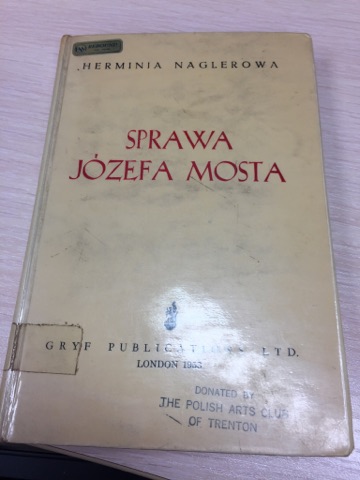 HERMINIA NAGLEROWA
SPRAWA
JÓZEFA MOSTA
GRYF PUBLICATIONS LTD.
LONDON 1953
DONATED BY
THE POLISH ARTS CLUB
OF TRENTON